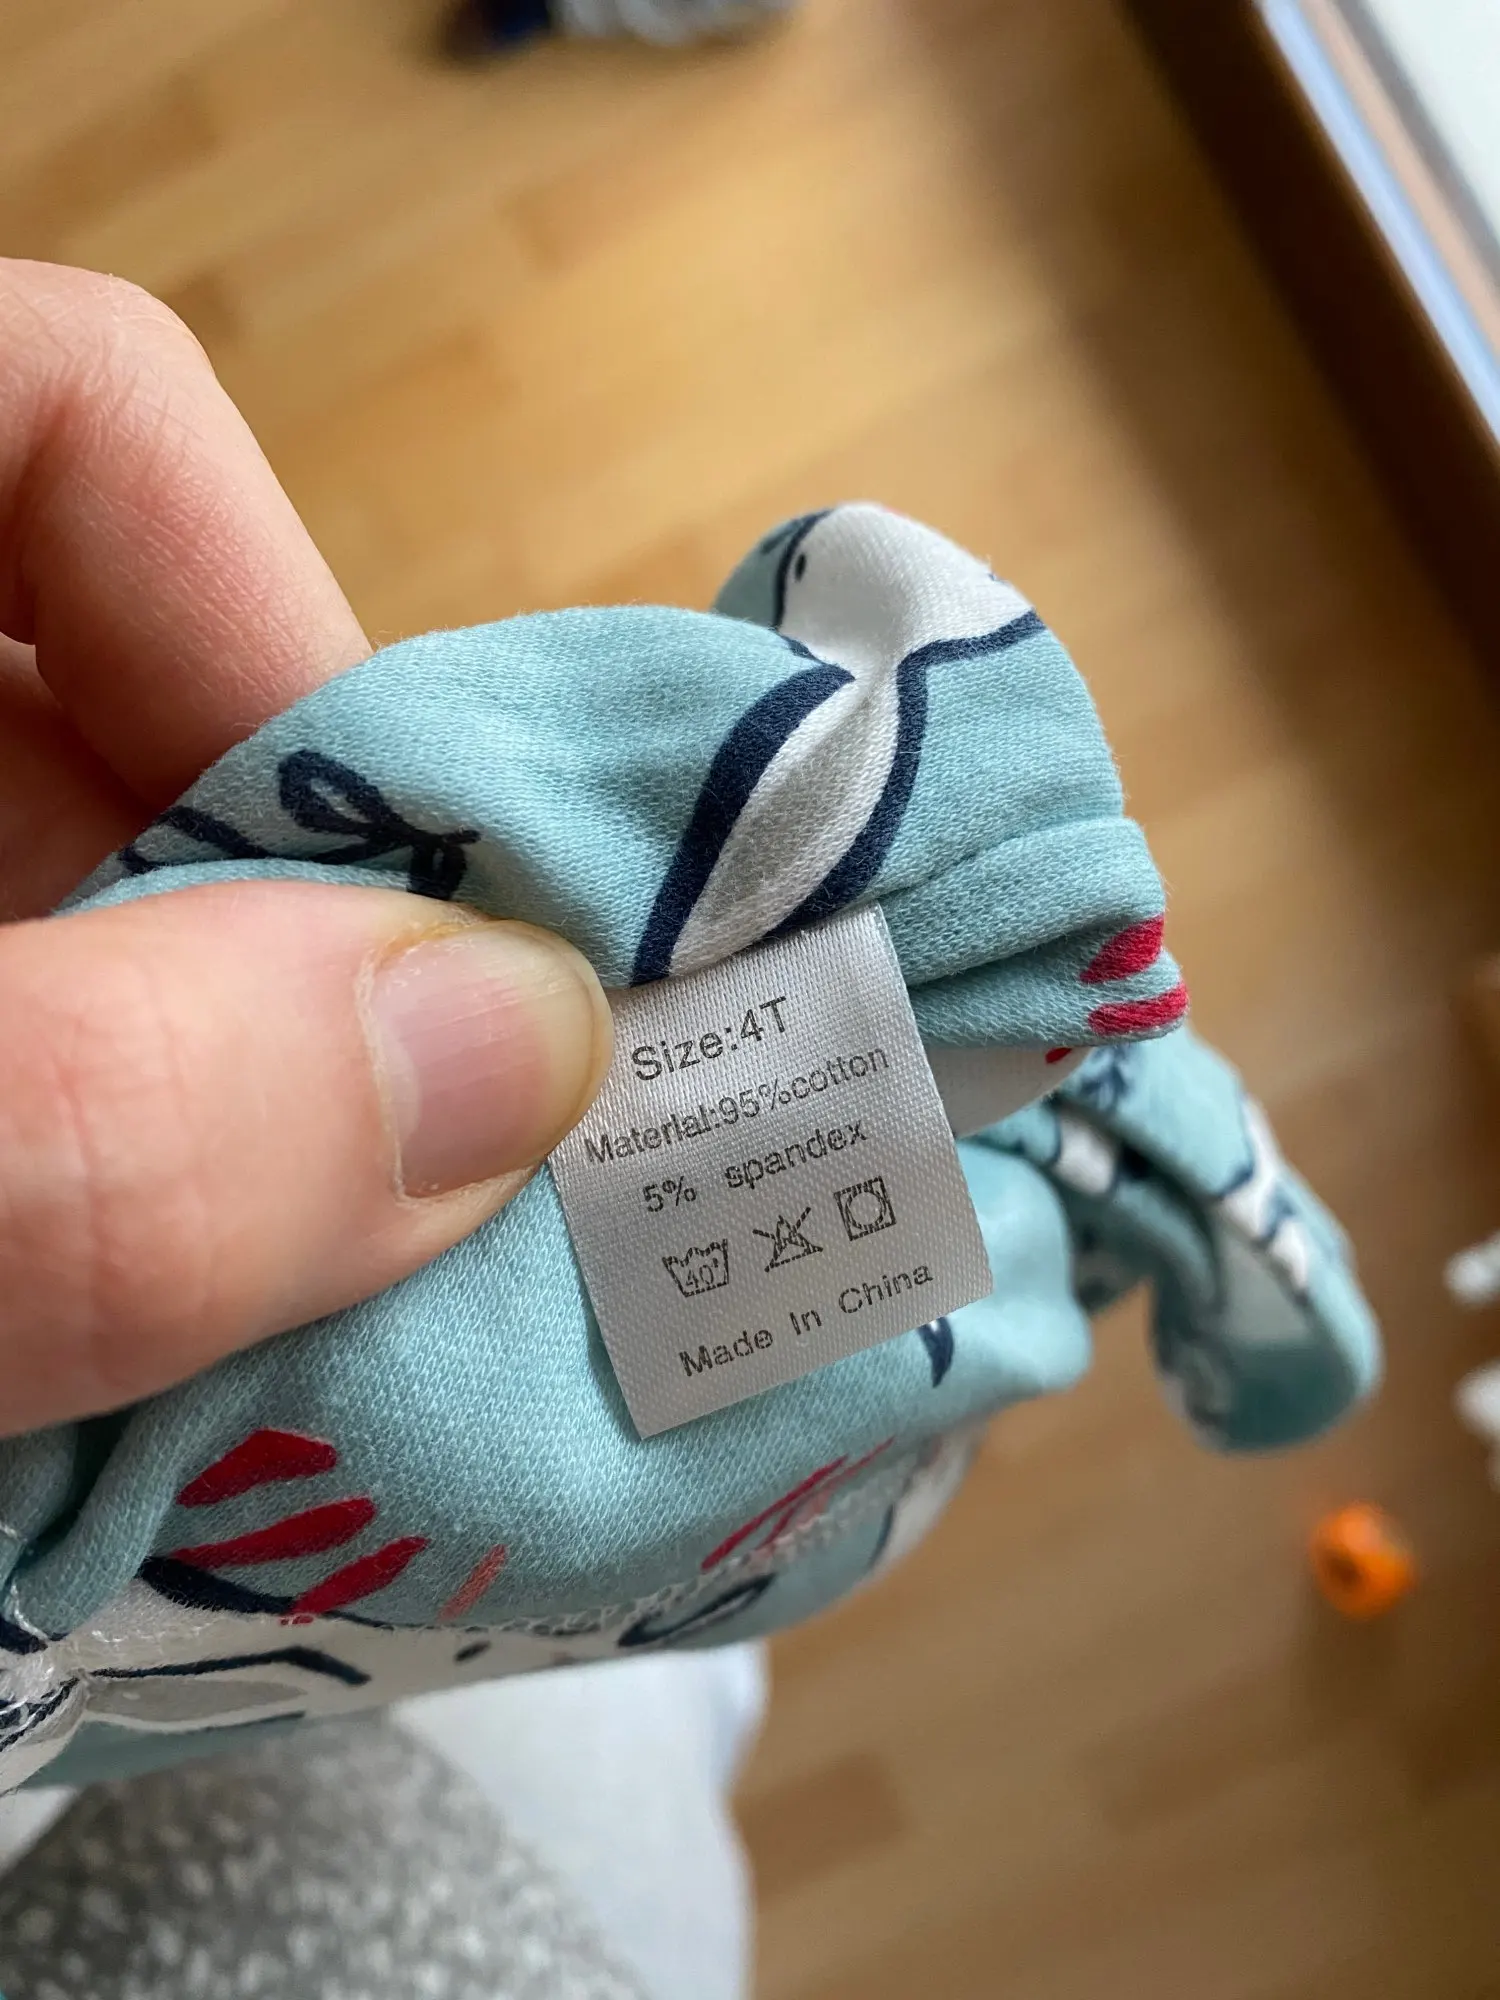 Size:4T
Material:95%cotton
5% spandex
40°
Made In China